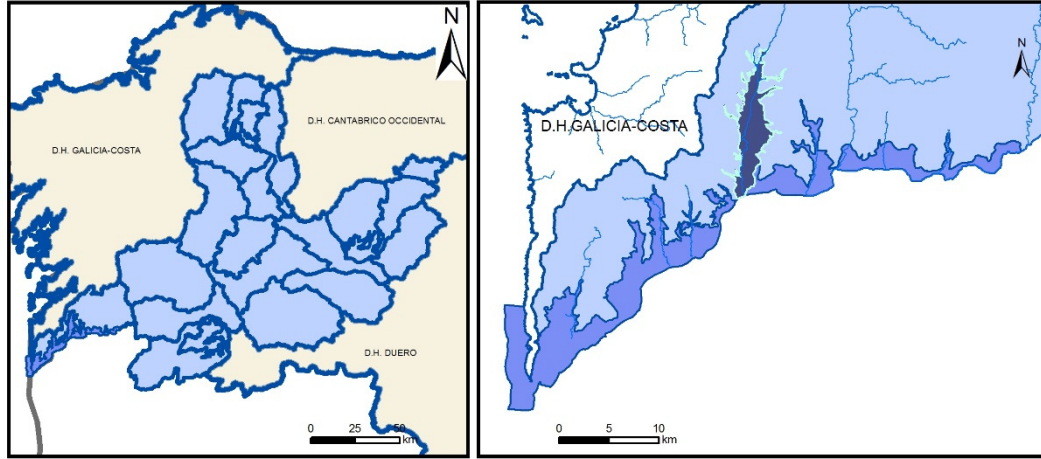 N
D.H. CANTABRICO OCCIDENTAL
D.H. GALICIA-COSTA
D.H. DUERO
0 25 50
km
N
D.H. GALICIA-COSTA
0 5 10
km